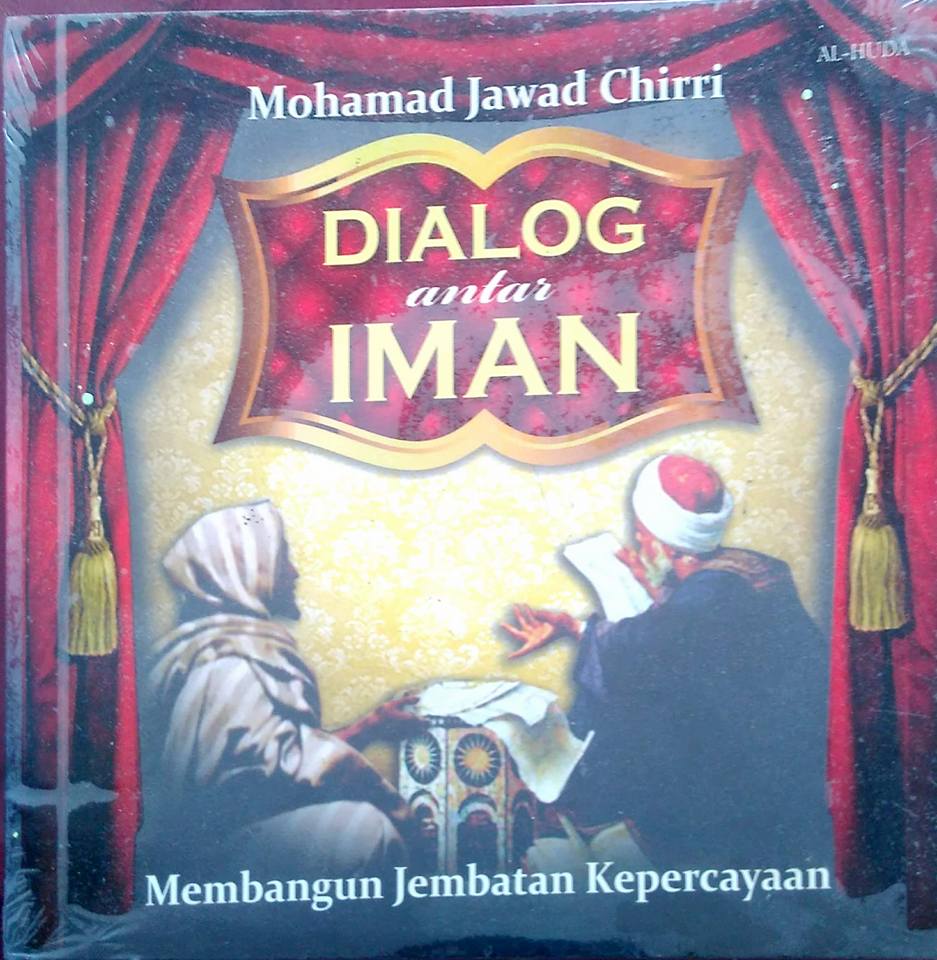 AL-HUDA
Mohamad Jawad Chirri
DIALOG
antar
IMAN
Membangun Jembatan Kepercayaan